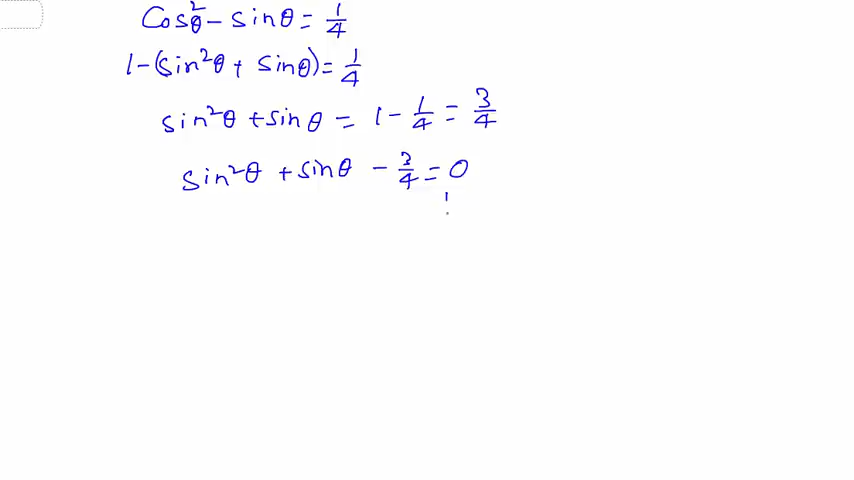 Cos²θ − sinθ = 1/4
1 − (sin²θ + sinθ) = 1/4
sin²θ + sinθ = 1 − 1/4 = 3/4
sin²θ + sinθ − 3/4 = 0